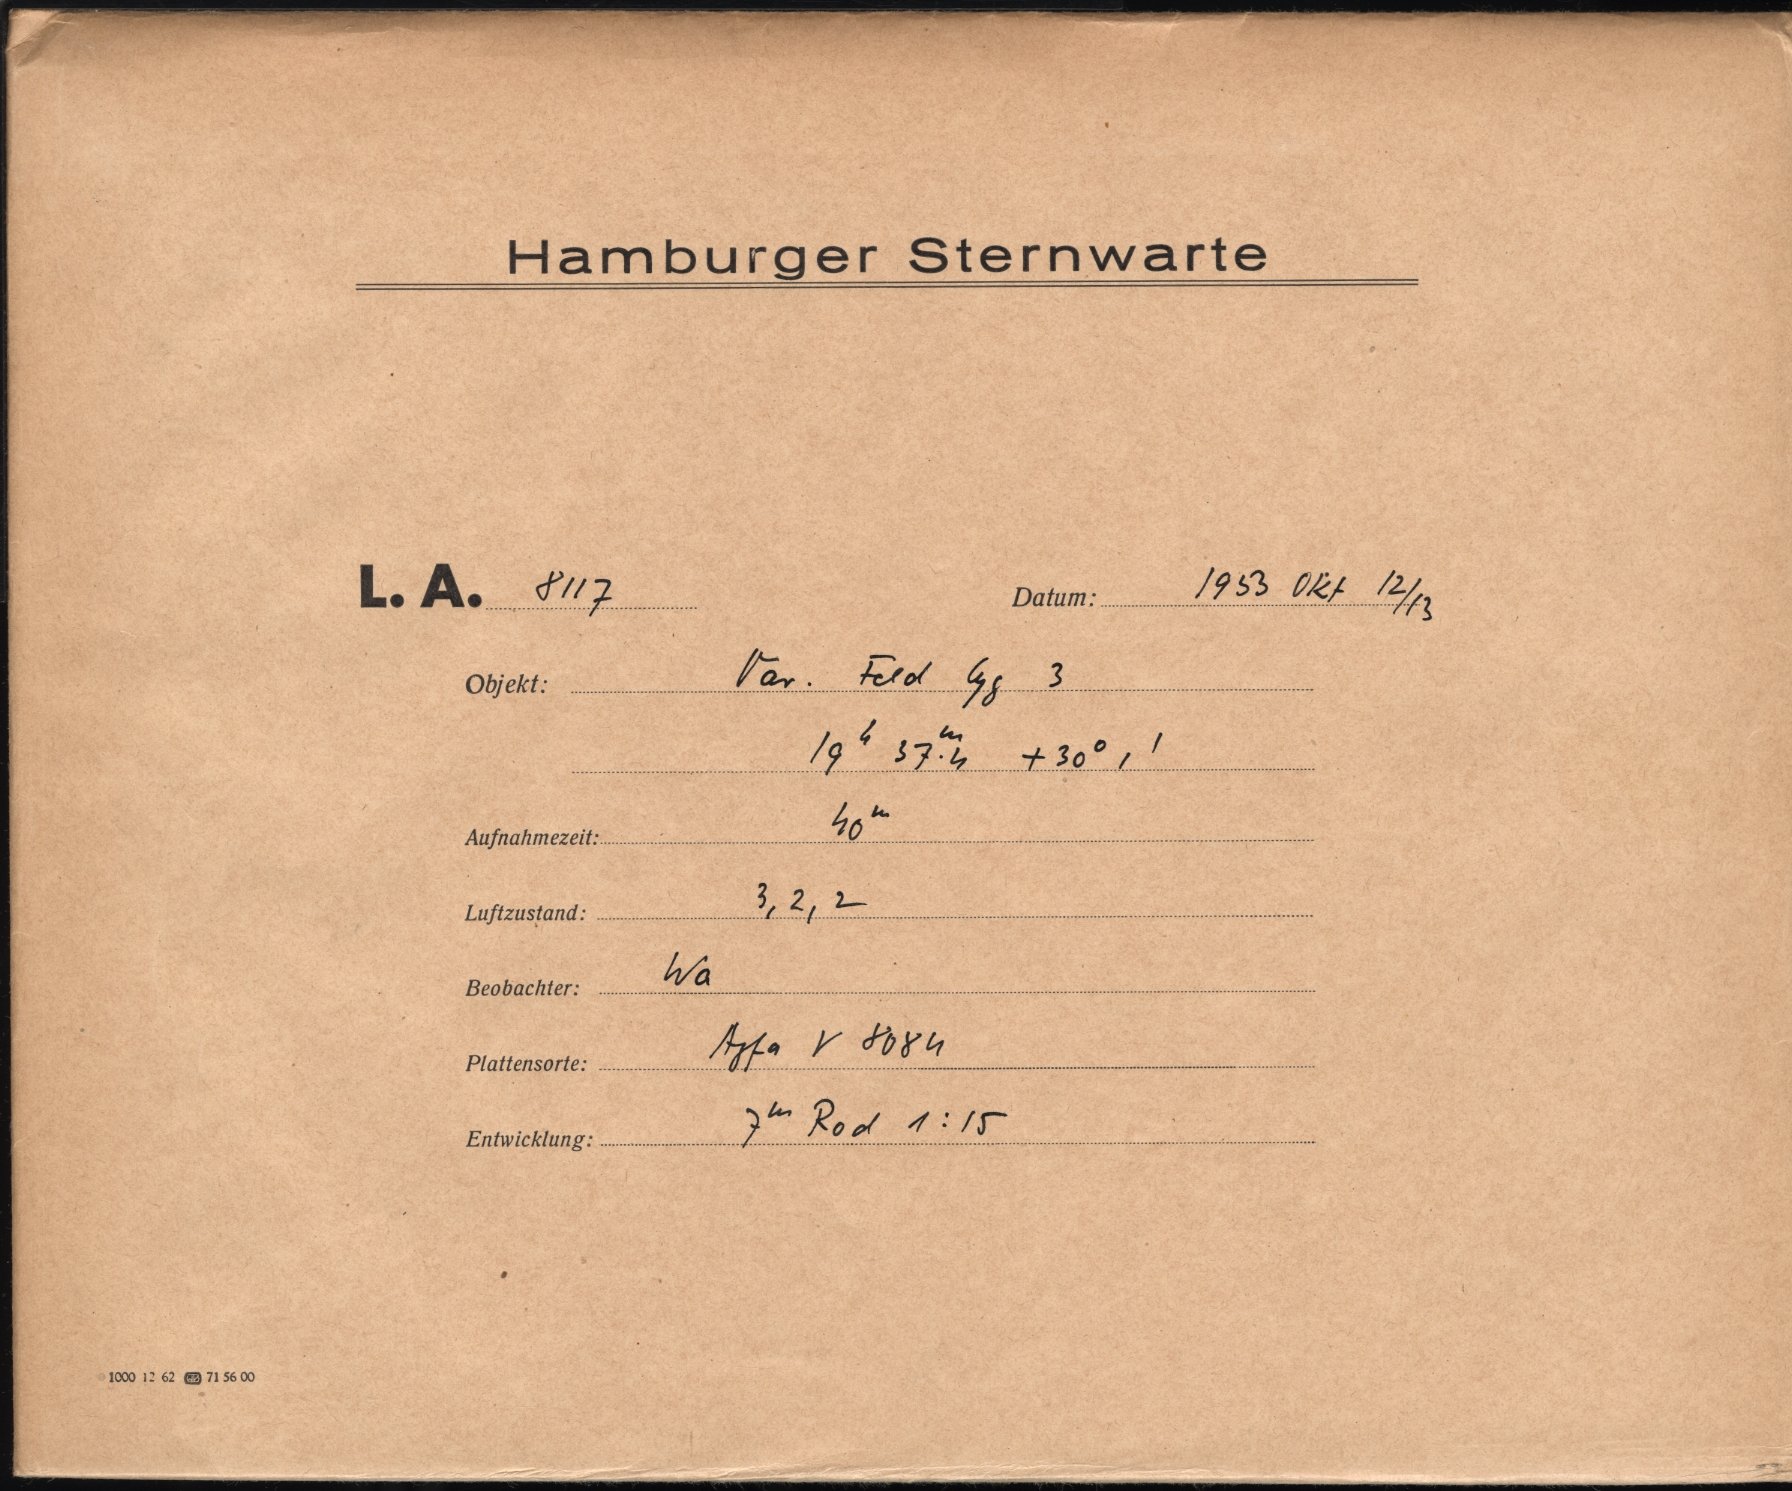 Hamburger Sternwarte
L. A. 8117 Datum: 1953 Okt 12/13
Objekt: Var. Feld Cyg 3
19ʰ 37ᵐ.4 +30°,1
Aufnahmezeit: 40ᵐ
Luftzustand: 3, 2, 2
Beobachter: Wa
Plattensorte: Agfa V 8084
Entwicklung: 7ᵐ Rod 1:15
1000 12 62 71 56 00